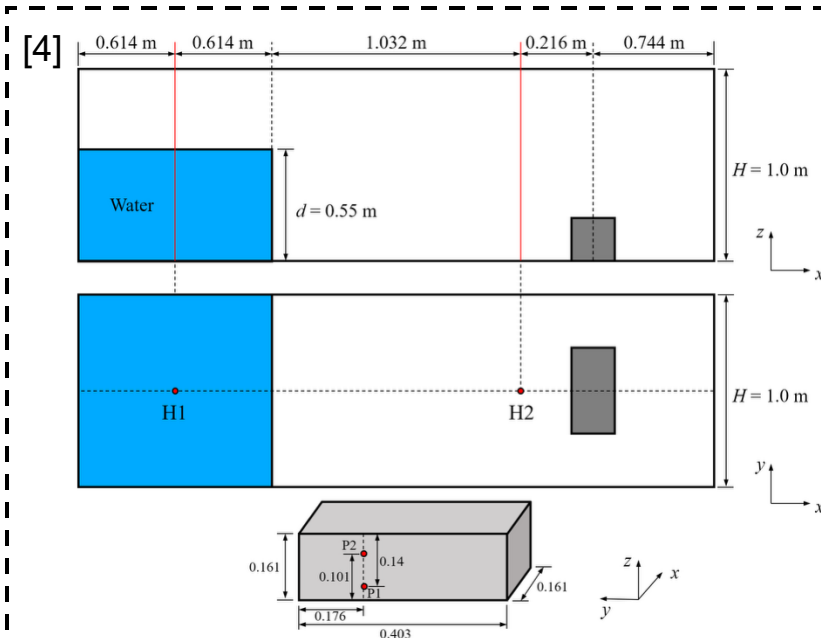 [4]
0.614 m 0.614 m 1.032 m 0.216 m 0.744 m
Water
d = 0.55 m
H = 1.0 m
z
x
H1
H2
H = 1.0 m
y
x
P2
0.161
0.101
0.14
P1
0.176
0.403
0.161
z
x
y